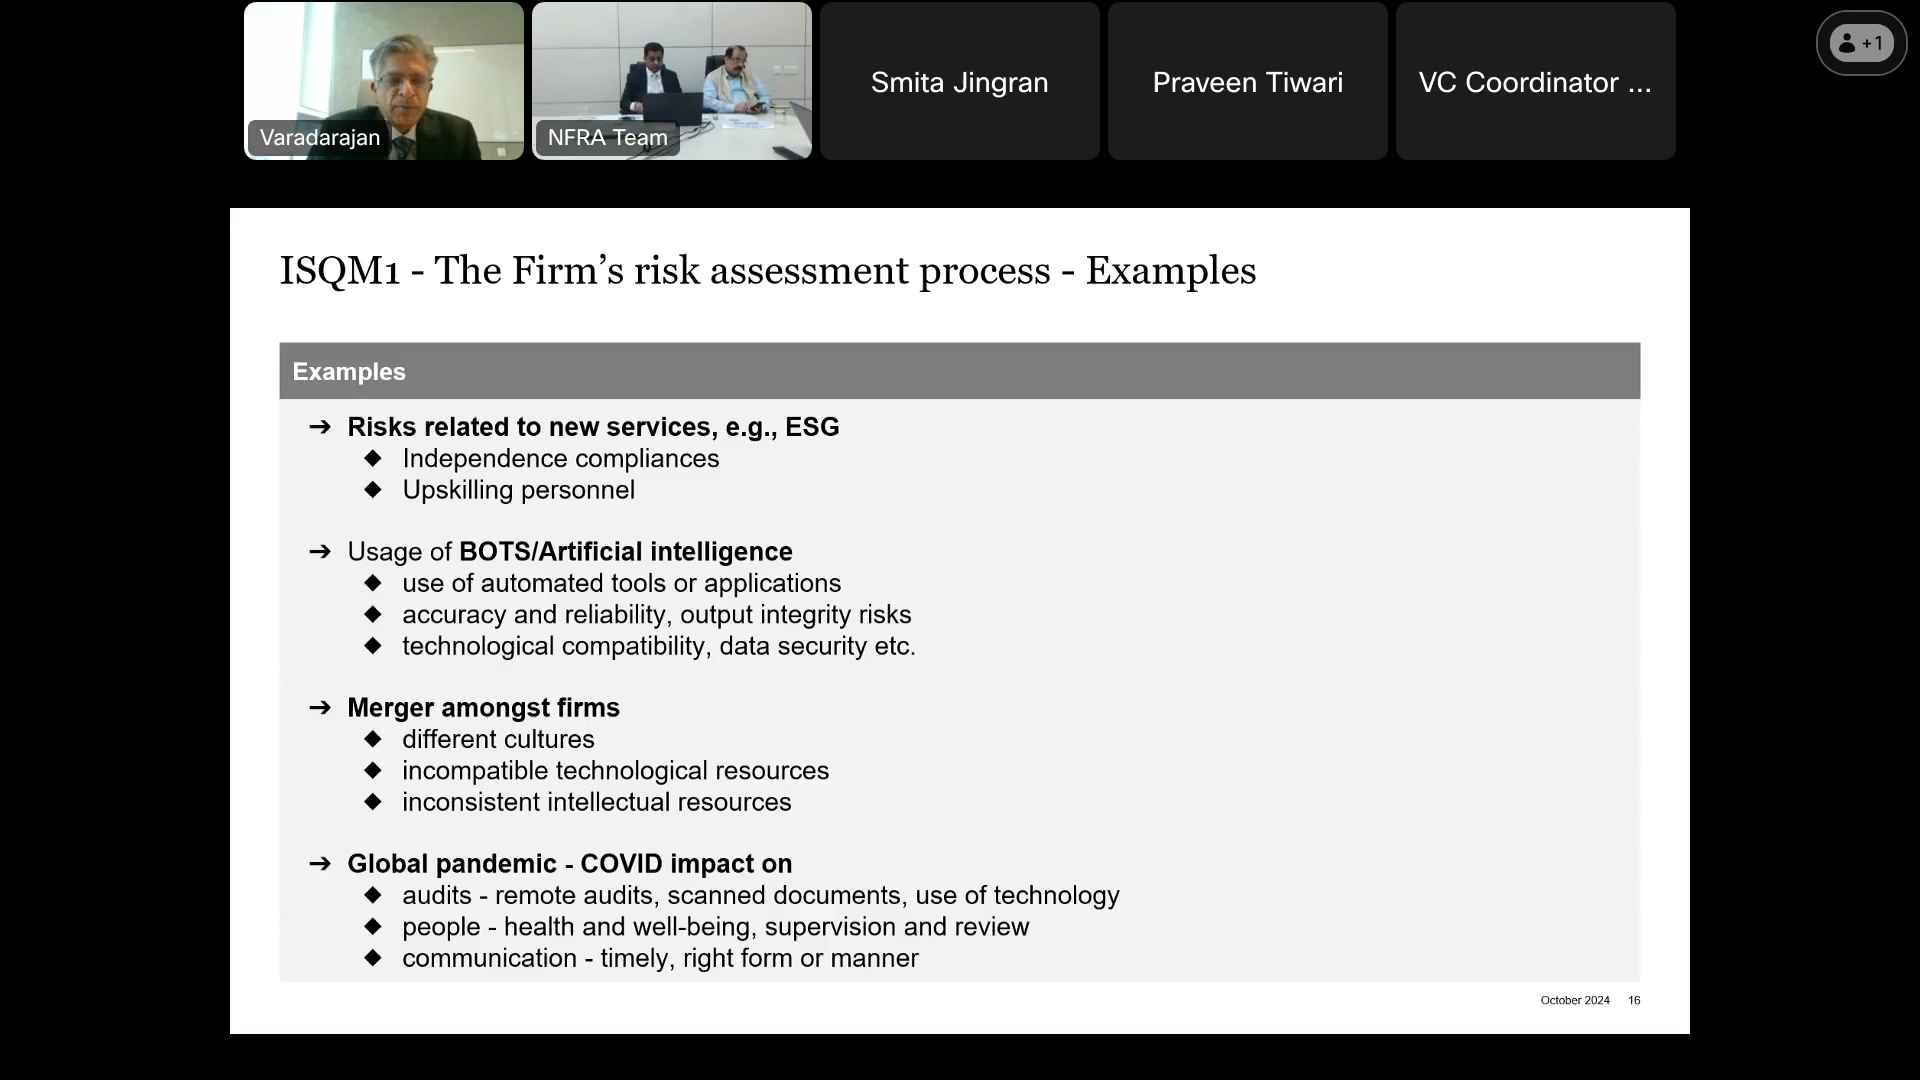 Varadarajan
NFRA Team
Smita Jingran
Praveen Tiwari
VC Coordinator ...
+1
ISQM1 - The Firm’s risk assessment process - Examples
Examples
➔ Risks related to new services, e.g., ESG
◆ Independence compliances
◆ Upskilling personnel
➔ Usage of BOTS/Artificial intelligence
◆ use of automated tools or applications
◆ accuracy and reliability, output integrity risks
◆ technological compatibility, data security etc.
➔ Merger amongst firms
◆ different cultures
◆ incompatible technological resources
◆ inconsistent intellectual resources
➔ Global pandemic - COVID impact on
◆ audits - remote audits, scanned documents, use of technology
◆ people - health and well-being, supervision and review
◆ communication - timely, right form or manner
October 2024 16